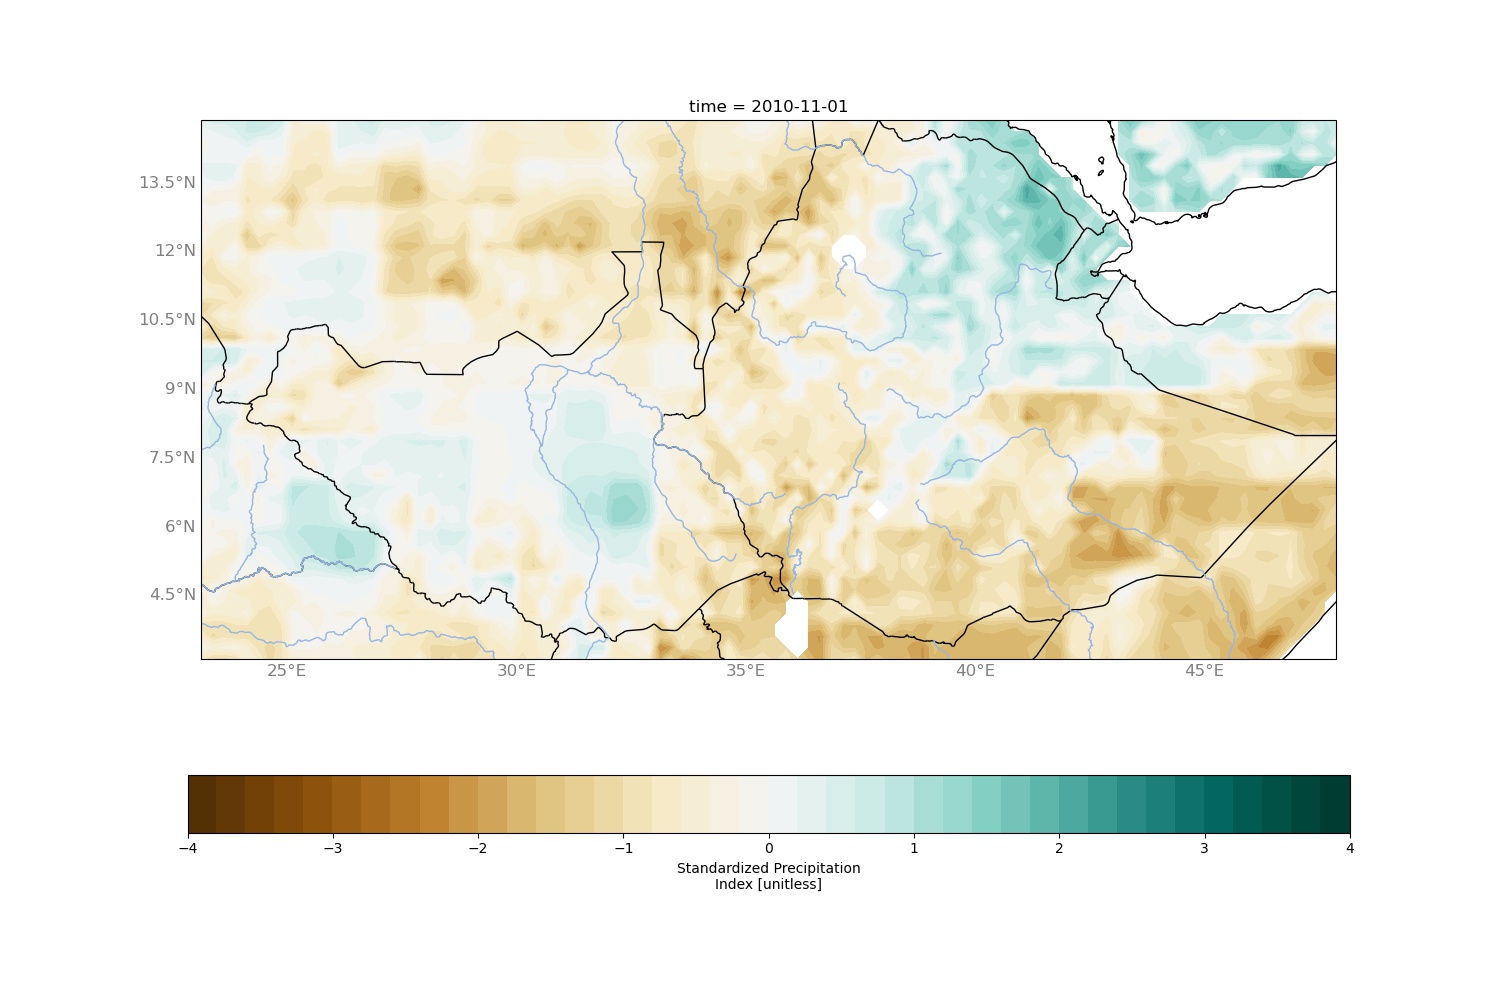 time = 2010-11-01
13.5°N
12°N
10.5°N
9°N
7.5°N
6°N
4.5°N
25°E 30°E 35°E 40°E 45°E
−4 −3 −2 −1 0 1 2 3 4
Standardized Precipitation
Index [unitless]